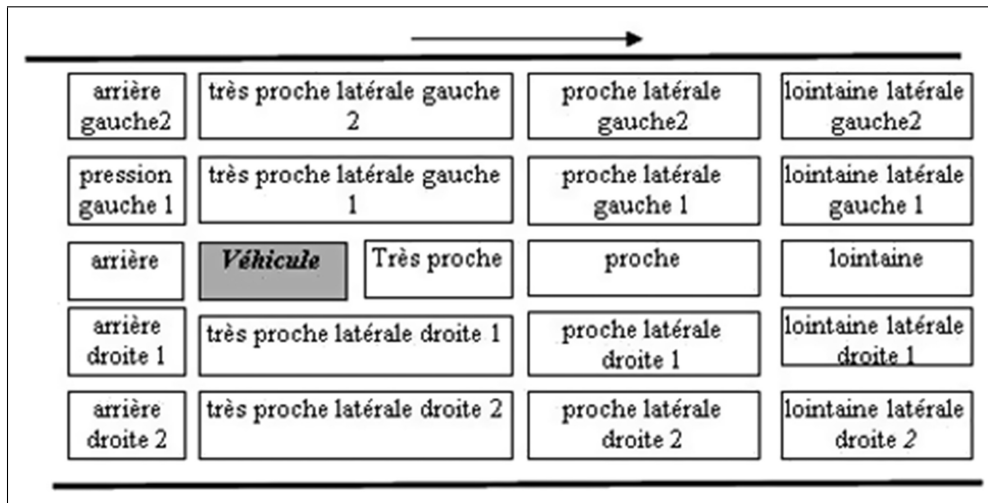 arrière
gauche2
très proche latérale gauche
2
proche latérale
gauche2
lointaine latérale
gauche2
pression
gauche 1
très proche latérale gauche
1
proche latérale
gauche 1
lointaine latérale
gauche 1
arrière
Véhicule
Très proche
proche
lointaine
arrière
droite 1
très proche latérale droite 1
proche latérale
droite 1
lointaine latérale
droite 1
arrière
droite 2
très proche latérale droite 2
proche latérale
droite 2
lointaine latérale
droite 2